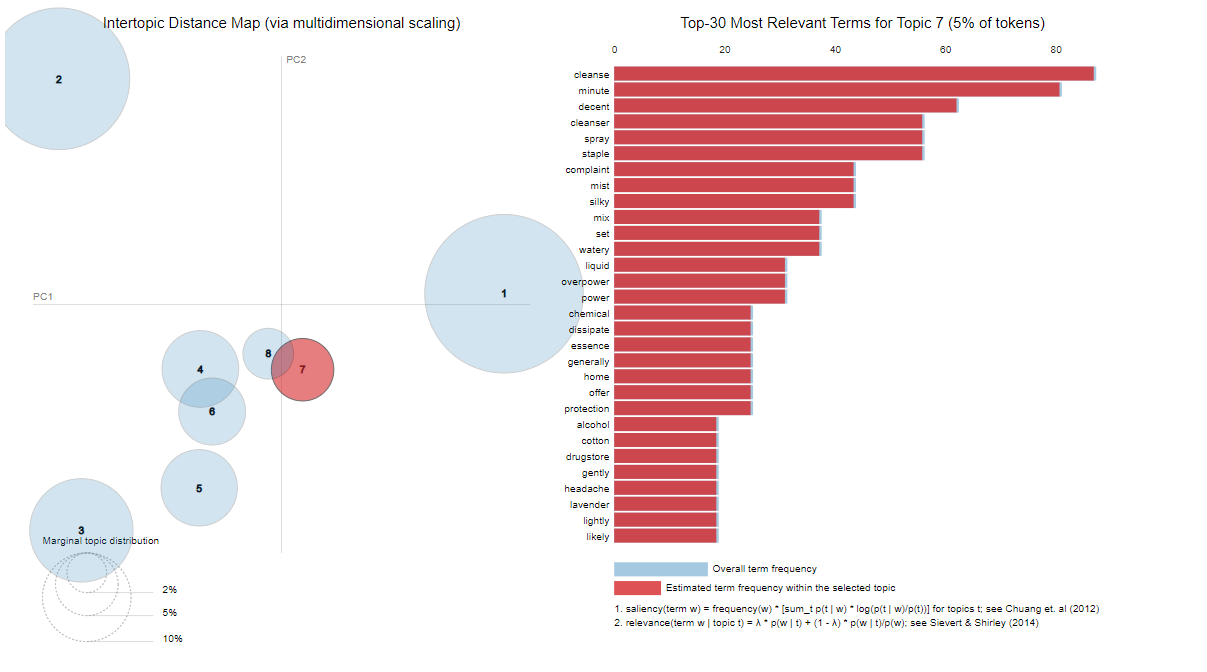 Intertopic Distance Map (via multidimensional scaling)
PC2
PC1
2
1
8
7
4
6
5
3
Marginal topic distribution
2%
5%
10%
Top-30 Most Relevant Terms for Topic 7 (5% of tokens)
0 20 40 60 80
cleanse
minute
decent
cleanser
spray
staple
complaint
mist
silky
mix
set
watery
liquid
overpower
power
chemical
dissipate
essence
generally
home
offer
protection
alcohol
cotton
drugstore
gently
headache
lavender
lightly
likely
Overall term frequency
Estimated term frequency within the selected topic
1. saliency(term w) = frequency(w) * [sum_t p(t | w) * log(p(t | w)/p(t))] for topics t; see Chuang et. al (2012)
2. relevance(term w | topic t) = λ * p(w | t) + (1 - λ) * p(w | t)/p(w); see Sievert & Shirley (2014)